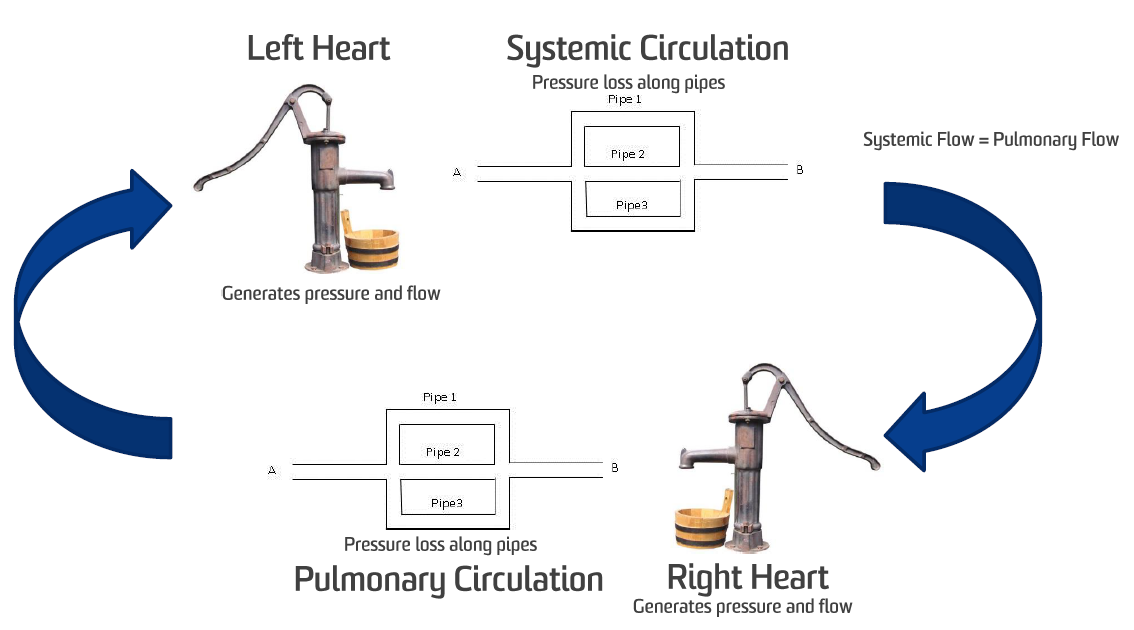 Left Heart
Systemic Circulation
Pressure loss along pipes
Pipe 1
Systemic Flow = Pulmonary Flow
Pipe 2
A
B
Pipe3
Generates pressure and flow
Pipe 1
Pipe 2
A
B
Pipe3
Pressure loss along pipes
Pulmonary Circulation
Right Heart
Generates pressure and flow